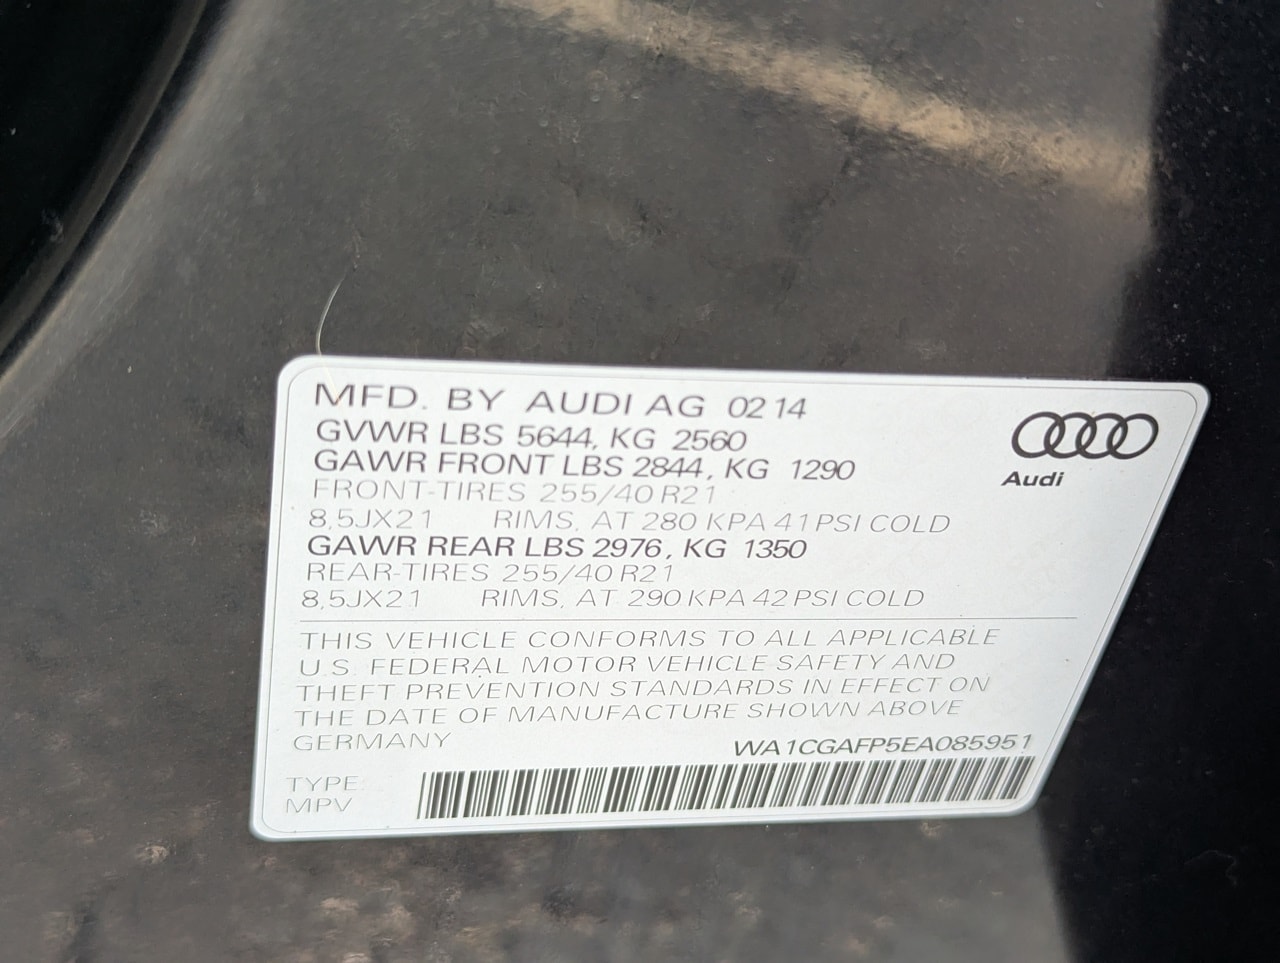 MFD. BY AUDI AG 02 14
GVWR LBS 5644, KG 2560
GAWR FRONT LBS 2844, KG 1290
FRONT-TIRES 255/40 R21
8,5JX21 RIMS, AT 280 KPA 41 PSI COLD
GAWR REAR LBS 2976, KG 1350
REAR-TIRES 255/40 R21
8,5JX21 RIMS, AT 290 KPA 42 PSI COLD
Audi
THIS VEHICLE CONFORMS TO ALL APPLICABLE
U.S. FEDERAL MOTOR VEHICLE SAFETY AND
THEFT PREVENTION STANDARDS IN EFFECT ON
THE DATE OF MANUFACTURE SHOWN ABOVE
GERMANY WA1CGAFP5EA085951
TYPE:
MPV